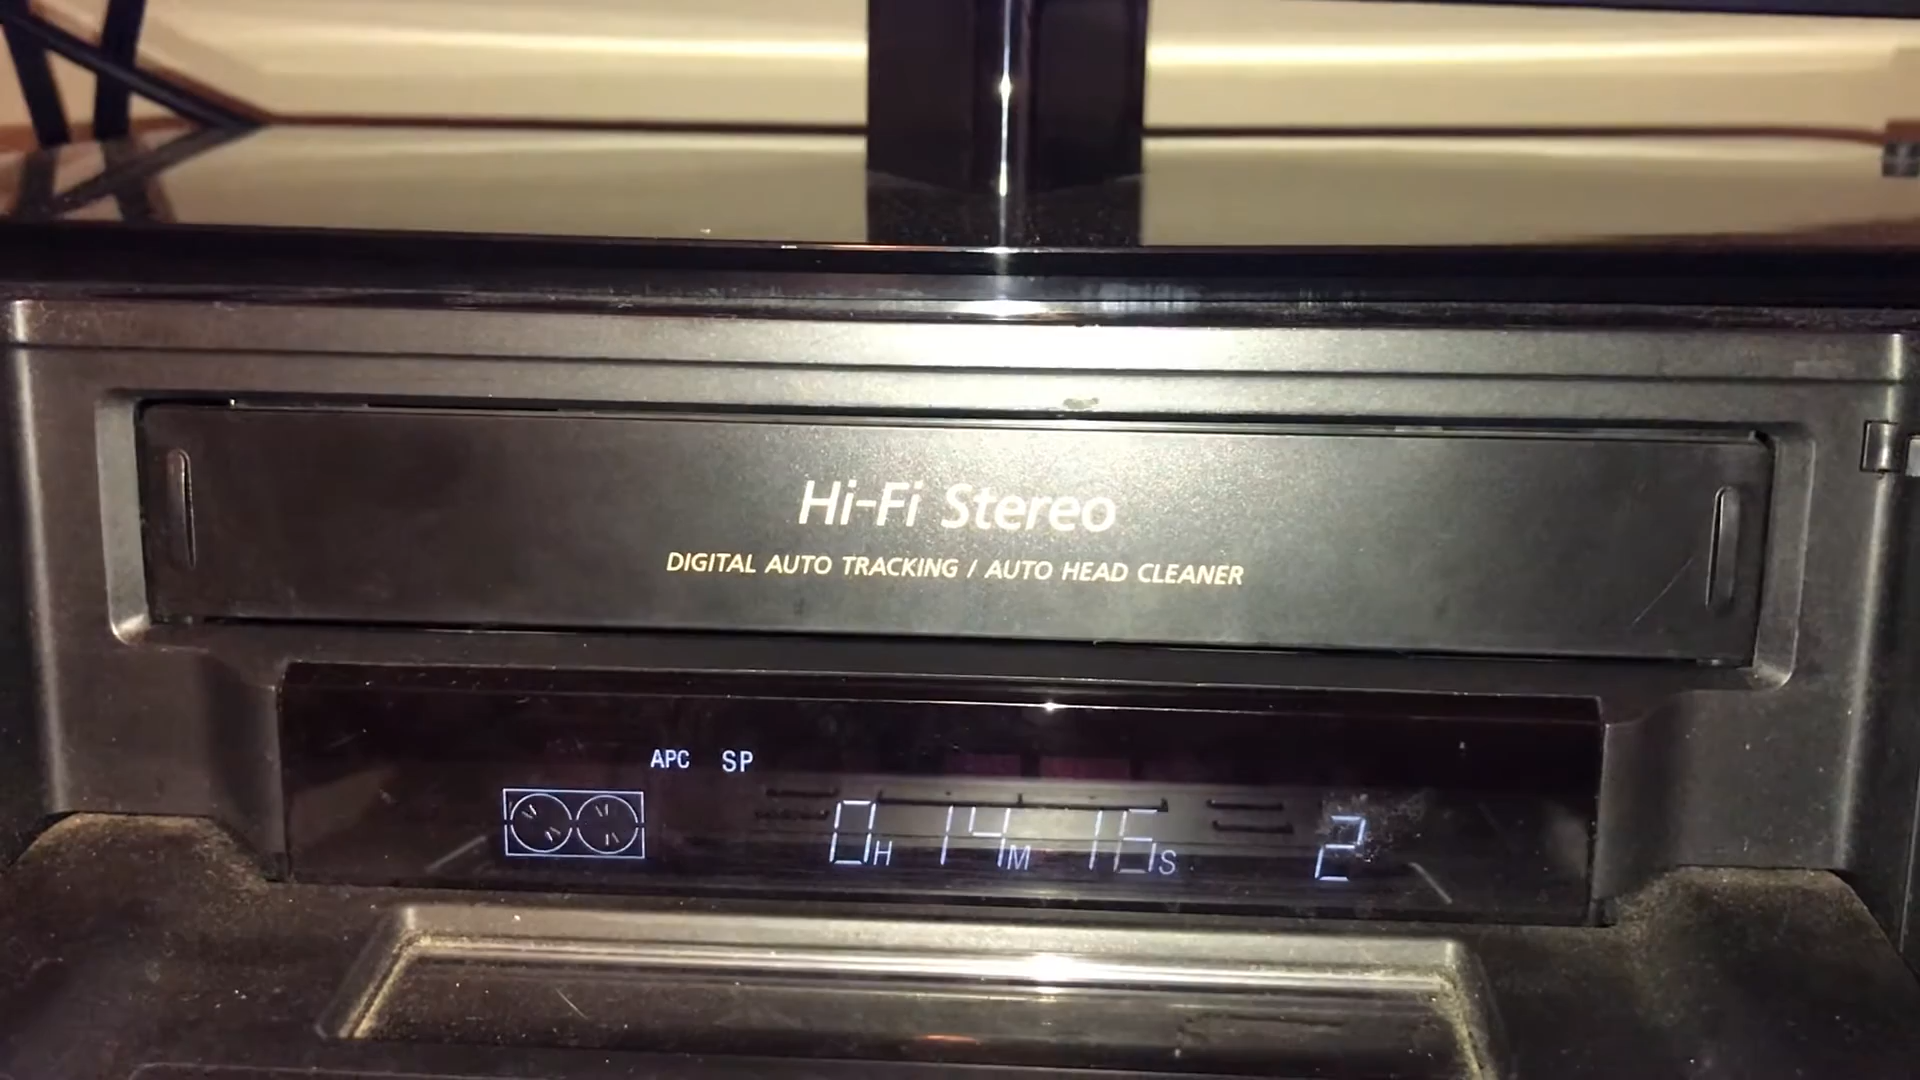 Hi-Fi Stereo
DIGITAL AUTO TRACKING / AUTO HEAD CLEANER
APC SP
0H 14M 16S 2